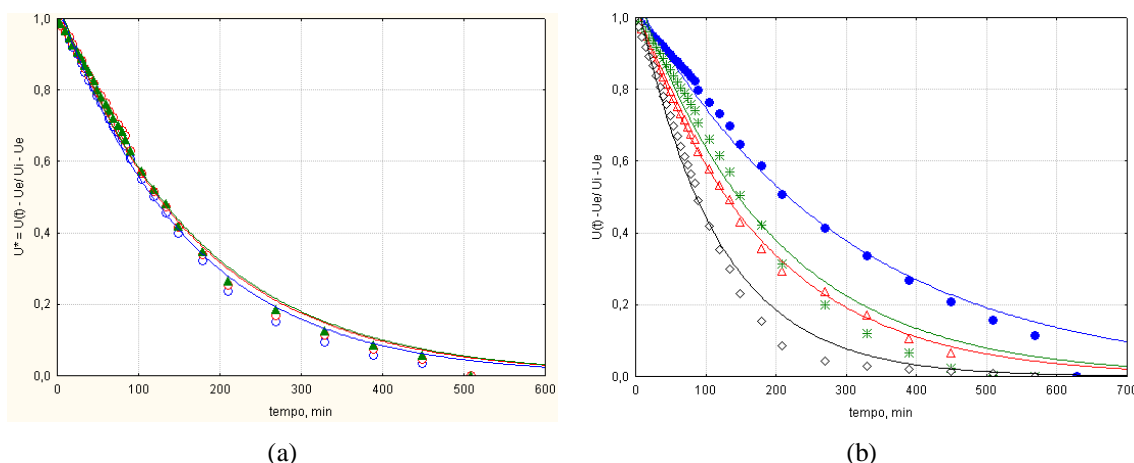 1,0
0,8
0,6
0,4
0,2
0,0
U* = U(t) - Ue/ Ui - Ue
0 100 200 300 400 500 600
tempo, min
(a)
1,0
0,8
0,6
0,4
0,2
0,0
U(t) -Ue/ Ui -Ue
0 100 200 300 400 500 600 700
tempo, min
(b)